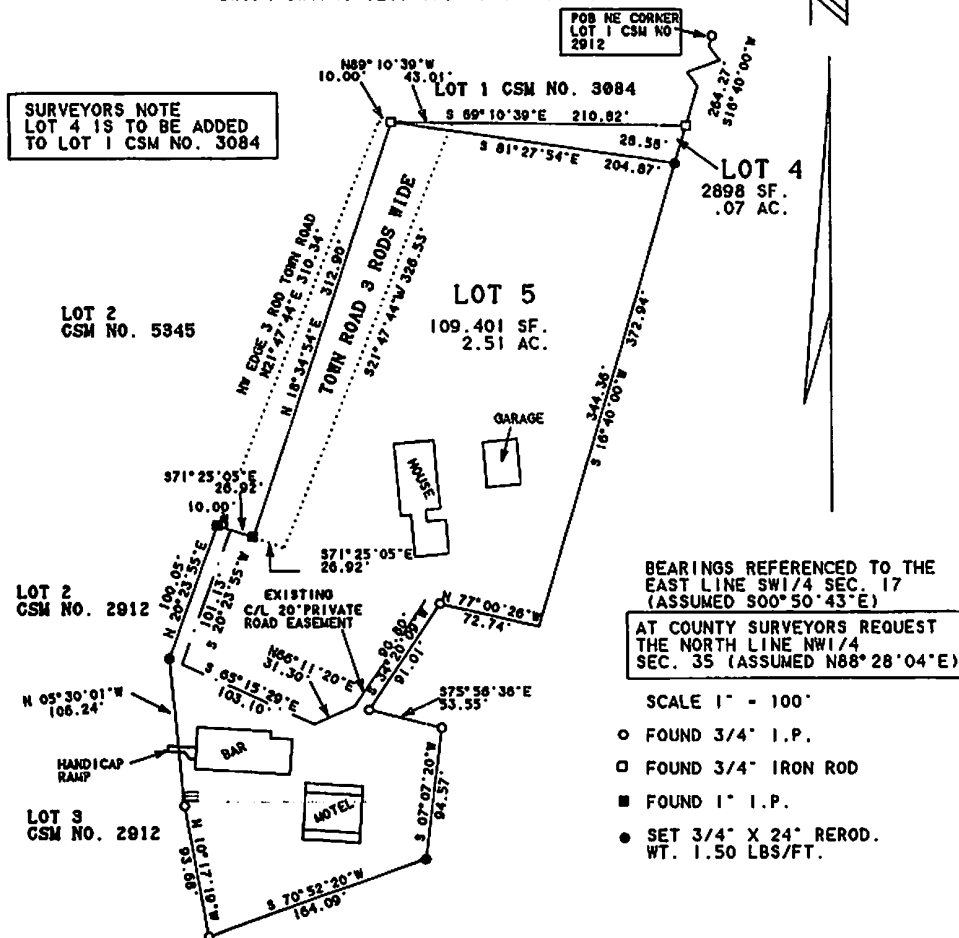 POB NE CORNER
LOT 1 CSM NO
2912
264.27'
S16°40'00"W
N89°10'39"W
10.00'
43.01'
LOT 1 CSM NO. 3084
S 69°10'39"E 210.82'
SURVEYORS NOTE
LOT 4 IS TO BE ADDED
TO LOT 1 CSM NO. 3084
28.58'
S 81°27'54"E
204.87'
LOT 4
2898 SF.
.07 AC.
NW EDGE 3 ROD TOWN ROAD
N21°47'44"E 310.34'
N 18°34'54"E 312.90'
TOWN ROAD 3 RODS WIDE
S21°47'44"W 326.53'
LOT 5
109.401 SF.
2.51 AC.
LOT 2
CSM NO. 5345
372.94'
344.36'
S 16°40'00"W
GARAGE
HOUSE
S71°25'05"E
26.92'
10.00'
S71°25'05"E
26.92'
LOT 2
CSM NO. 2912
100.05'
N 20°23'55"E
101.13'
S 20°23'55"W
EXISTING
C/L 20'PRIVATE
ROAD EASEMENT
N 77°00'26"W
72.74'
BEARINGS REFERENCED TO THE
EAST LINE SW1/4 SEC. 17
(ASSUMED S00°50'43"E)
AT COUNTY SURVEYORS REQUEST
THE NORTH LINE NW1/4
SEC. 35 (ASSUMED N88°28'04"E)
S 34°20'09"W
91.01'
N66°11'20"E
31.30'
S 65°15'29"E
103.10'
S75°56'36"E
53.55'
N 05°30'01"W
106.24'
SCALE 1" = 100'
FOUND 3/4" I.P.
FOUND 3/4" IRON ROD
FOUND 1" I.P.
SET 3/4" X 24" REROD.
WT. 1.50 LBS/FT.
HANDICAP
RAMP
BAR
MOTEL
S 07°07'20"W
94.57'
LOT 3
CSM NO. 2912
N 10°17'19"W
93.66'
S 70°52'20"W
164.09'